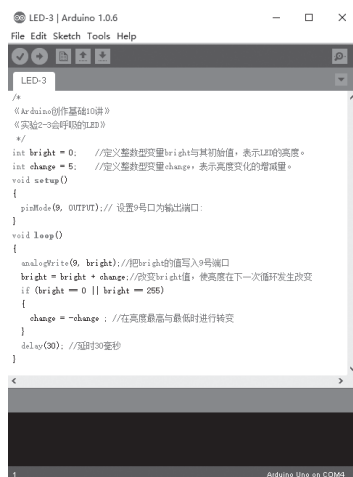 LED-3 | Arduino 1.0.6
File Edit Sketch Tools Help
LED-3
/*
《Arduino创作基础10讲》
《实验2-3会呼吸的LED》
*/
int bright = 0;    //定义整数型变量bright与其初始值，表示LED的亮度。
int change = 5;    //定义整数型变量change，表示亮度变化的增减量。
void setup()
{
  pinMode(9, OUTPUT);// 设置9号口为输出端口:
}
void loop()
{
  analogWrite(9, bright);//把bright的值写入9号端口
  bright = bright + change;//改变bright值，使亮度在下一次循环发生改变
  if (bright == 0 || bright == 255)
  {
    change = -change ; //在亮度最高与最低时进行转变
  }
  delay(30); //延时30毫秒
}
1
Arduino Uno on COM4